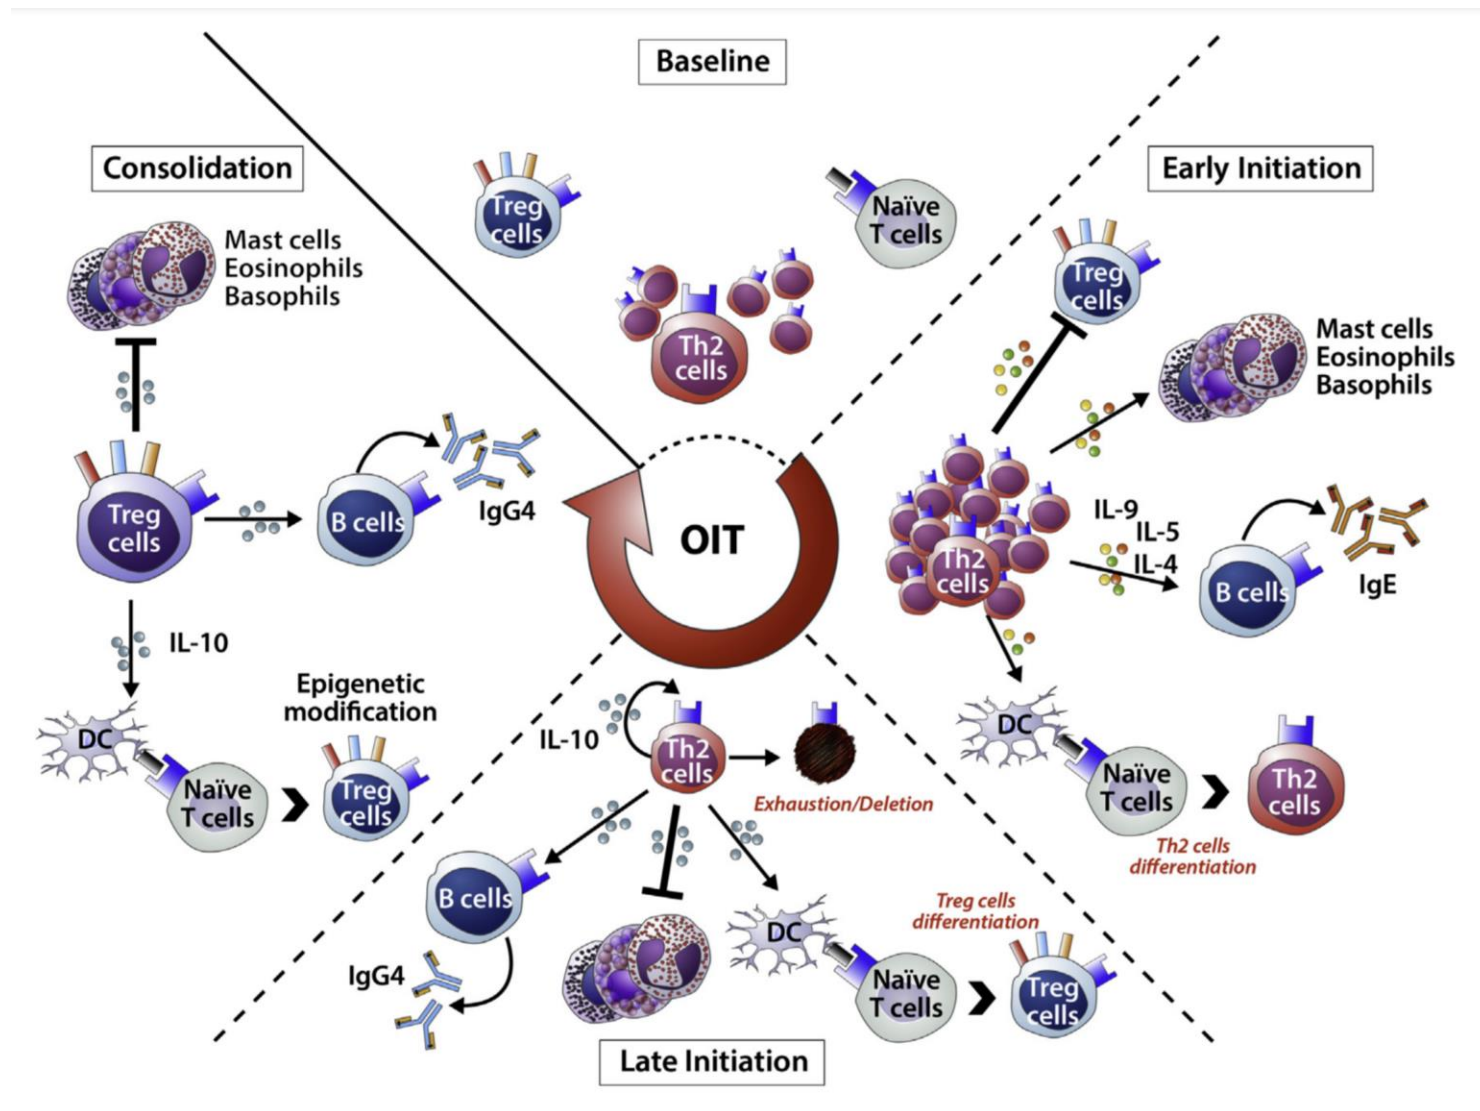 Baseline
Treg
cells
Naïve
T cells
Th2
cells
Early Initiation
Treg
cells
Mast cells
Eosinophils
Basophils
Th2
cells
IL-9
IL-5
IL-4
B cells
IgE
DC
Naïve
T cells
Th2
cells
Th2 cells
differentiation
OIT
Late Initiation
IL-10
Th2
cells
Exhaustion/Deletion
B cells
IgG4
DC
Naïve
T cells
Treg cells
differentiation
Treg
cells
Consolidation
Mast cells
Eosinophils
Basophils
Treg
cells
B cells
IgG4
IL-10
DC
Naïve
T cells
Epigenetic
modification
Treg
cells